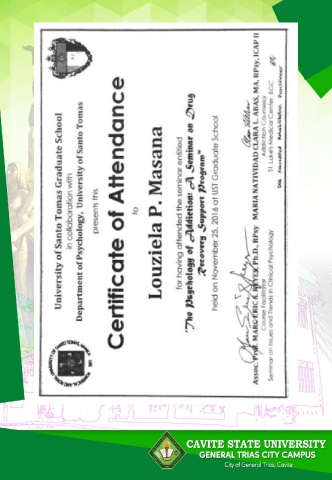 University of Santo Tomas Graduate School
in collaboration with
Department of Psychology, University of Santo Tomas
presents this
Certificate of Attendance
to
Louziela P. Masana
for having attended the seminar entitled
"The Psychology of Addiction: A Seminar on Drug
Recovery Support Program"
held on November 25, 2016 at UST Graduate School
Assoc. Prof. MARC ERIC S. REYES, Ph.D., RPsy
Course Facilitator
Seminar on Issues and Trends in Clinical Psychology
MARIA NATIVIDAD CLARA L. ABAS, MA, RPsy, ICAP II
Addiction Counselor
St Luke's Medical Center, BGC
Accredited Rehabilitation Practitioner
CAVITE STATE UNIVERSITY
GENERAL TRIAS CITY CAMPUS
City of General Trias, Cavite